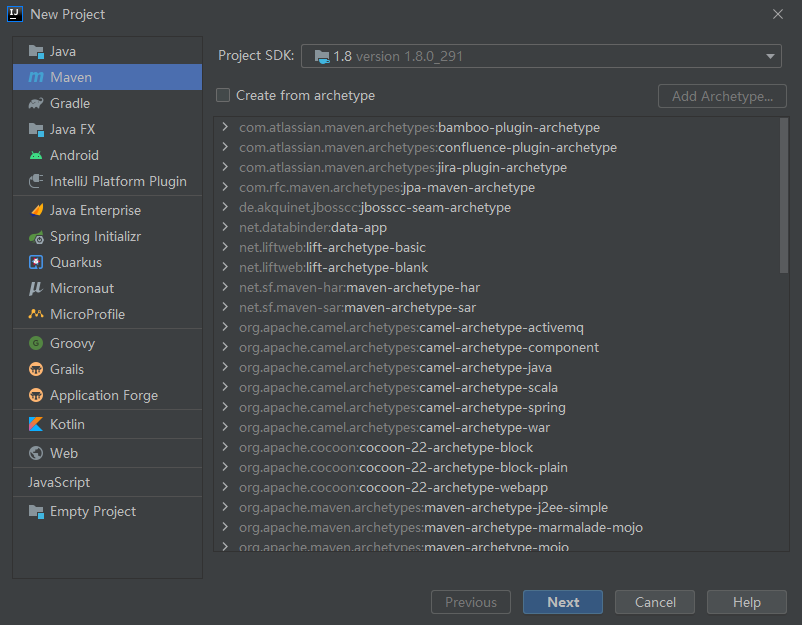 New Project
Java
Maven
Gradle
Java FX
Android
IntelliJ Platform Plugin
Java Enterprise
Spring Initializr
Quarkus
Micronaut
MicroProfile
Groovy
Grails
Application Forge
Kotlin
Web
JavaScript
Empty Project
Project SDK: 1.8 version 1.8.0_291
Create from archetype
Add Archetype...
com.atlassian.maven.archetypes:bamboo-plugin-archetype
com.atlassian.maven.archetypes:confluence-plugin-archetype
com.atlassian.maven.archetypes:jira-plugin-archetype
com.rfc.maven.archetypes:jpa-maven-archetype
de.akquinet.jbosscc:jbosscc-seam-archetype
net.databinder:data-app
net.liftweb:lift-archetype-basic
net.liftweb:lift-archetype-blank
net.sf.maven-har:maven-archetype-har
net.sf.maven-sar:maven-archetype-sar
org.apache.camel.archetypes:camel-archetype-activemq
org.apache.camel.archetypes:camel-archetype-component
org.apache.camel.archetypes:camel-archetype-java
org.apache.camel.archetypes:camel-archetype-scala
org.apache.camel.archetypes:camel-archetype-spring
org.apache.camel.archetypes:camel-archetype-war
org.apache.cocoon:cocoon-22-archetype-block
org.apache.cocoon:cocoon-22-archetype-block-plain
org.apache.cocoon:cocoon-22-archetype-webapp
org.apache.maven.archetypes:maven-archetype-j2ee-simple
org.apache.maven.archetypes:maven-archetype-marmalade-mojo
org.apache.maven.archetypes:maven-archetype-mojo
Previous
Next
Cancel
Help